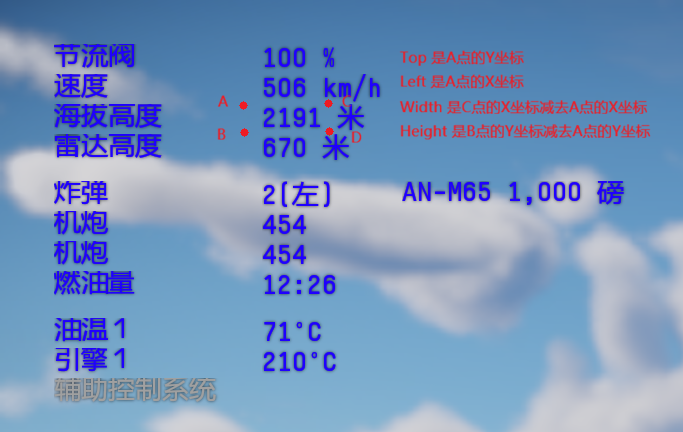 节流阀 100 % Top 是A点的Y坐标
速度 506 km/h Left 是A点的X坐标
A C Width 是C点的X坐标减去A点的X坐标
海拔高度 2191 米
B D Height 是B点的Y坐标减去A点的Y坐标
雷达高度 670 米
炸弹 2(左) AN-M65 1,000 磅
机炮 454
机炮 454
燃油量 12:26
油温1 71°C
引擎1 210°C
辅助控制系统